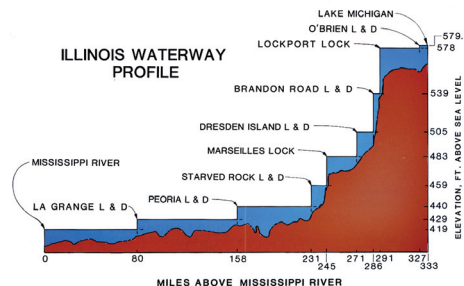 LAKE MICHIGAN
O'BRIEN L & D
LOCKPORT LOCK
579.
578
ILLINOIS WATERWAY
PROFILE
BRANDON ROAD L & D
539
DRESDEN ISLAND L & D
505
MARSEILLES LOCK
483
MISSISSIPPI RIVER
STARVED ROCK L & D
459
PEORIA L & D
LA GRANGE L & D
440
429
419
ELEVATION, FT. ABOVE SEA LEVEL
0 80 158 231 245 271 286 291 327 333
MILES ABOVE MISSISSIPPI RIVER